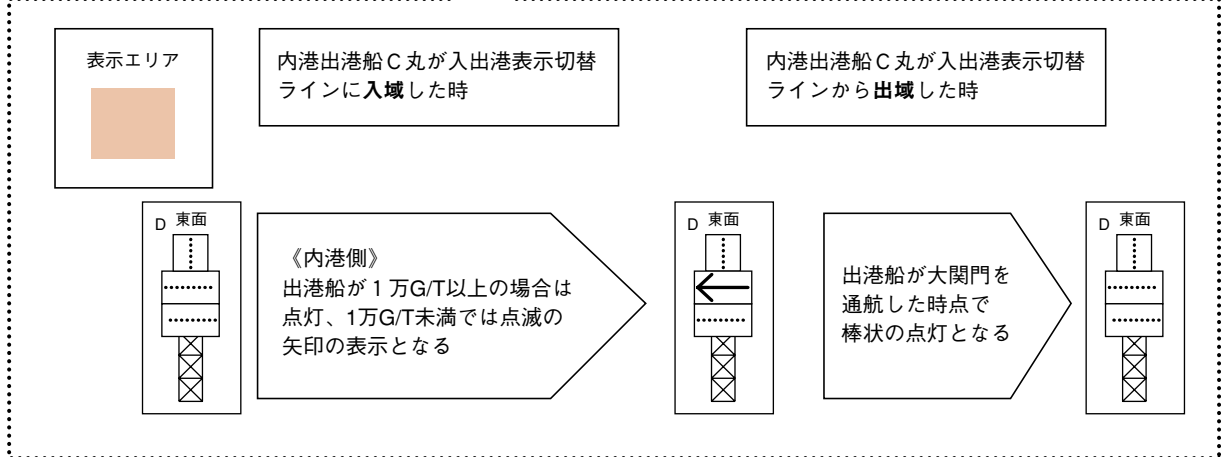 表示エリア
内港出港船Ｃ丸が入出港表示切替
ラインに入域した時
内港出港船Ｃ丸が入出港表示切替
ラインから出域した時
D 東面
《内港側》
出港船が１万G/T以上の場合は
点灯、1万G/T未満では点滅の
矢印の表示となる
D 東面
出港船が大関門を
通航した時点で
棒状の点灯となる
D 東面